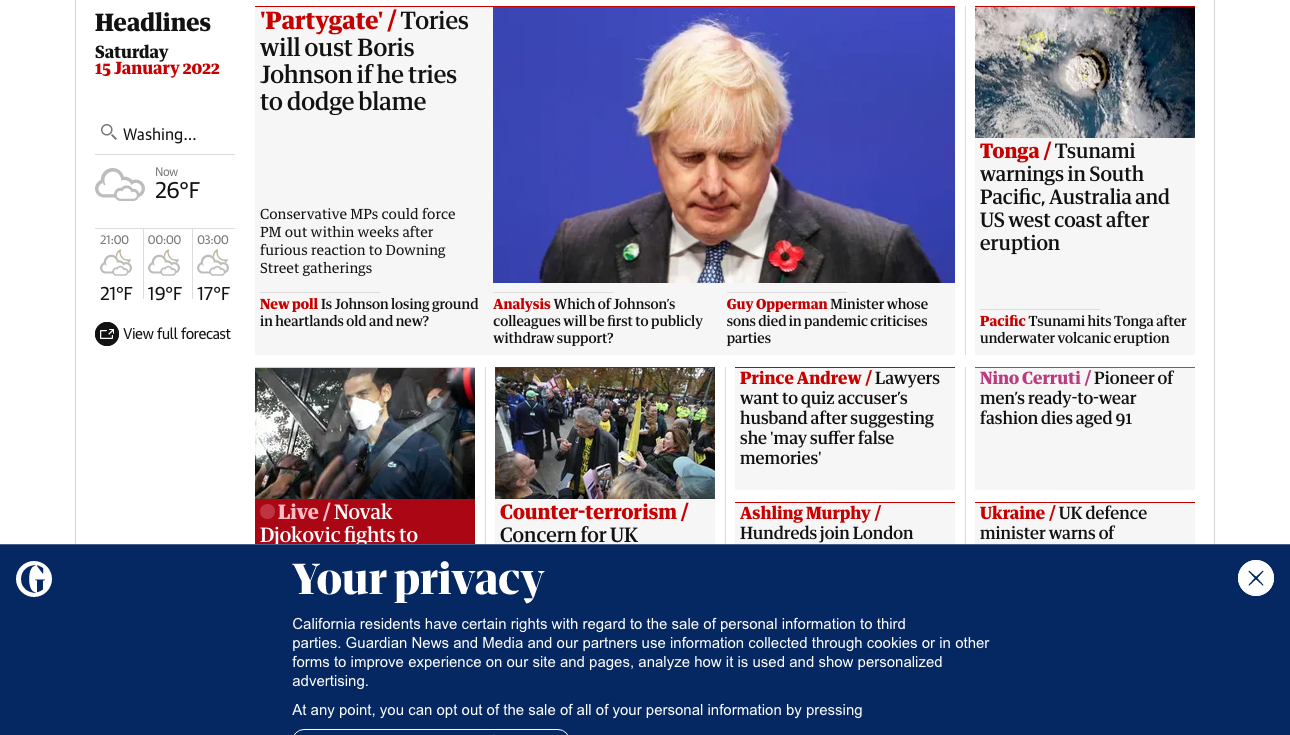 Headlines
Saturday
15 January 2022
Washing...
Now
26°F
21:00
00:00
03:00
21°F
19°F
17°F
View full forecast
'Partygate' / Tories
will oust Boris
Johnson if he tries
to dodge blame
Conservative MPs could force
PM out within weeks after
furious reaction to Downing
Street gatherings
New poll Is Johnson losing ground
in heartlands old and new?
Analysis Which of Johnson's
colleagues will be first to publicly
withdraw support?
Guy Opperman Minister whose
sons died in pandemic criticises
parties
Tonga / Tsunami
warnings in South
Pacific, Australia and
US west coast after
eruption
Pacific Tsunami hits Tonga after
underwater volcanic eruption
Live / Novak
Djokovic fights to
Counter-terrorism /
Concern for UK
Prince Andrew / Lawyers
want to quiz accuser's
husband after suggesting
she 'may suffer false
memories'
Nino Cerruti / Pioneer of
men's ready-to-wear
fashion dies aged 91
Ashling Murphy /
Hundreds join London
Ukraine / UK defence
minister warns of
Your privacy
California residents have certain rights with regard to the sale of personal information to third
parties. Guardian News and Media and our partners use information collected through cookies or in other
forms to improve experience on our site and pages, analyze how it is used and show personalized
advertising.
At any point, you can opt out of the sale of all of your personal information by pressing